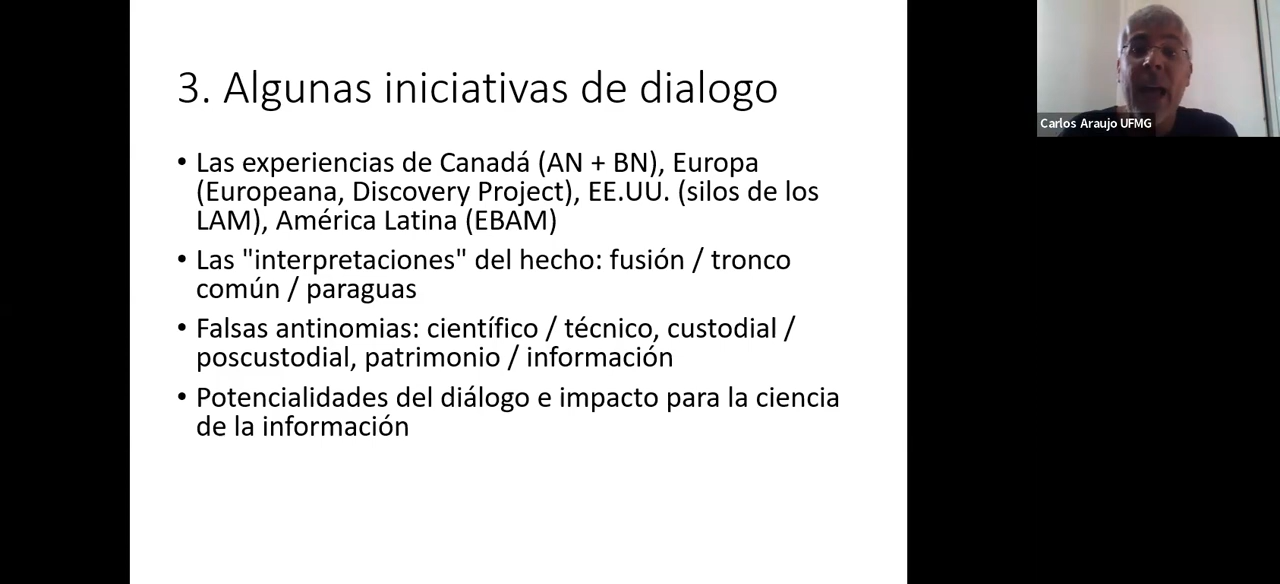 3. Algunas iniciativas de dialogo
• Las experiencias de Canadá (AN + BN), Europa
(Europeana, Discovery Project), EE.UU. (silos de los
LAM), América Latina (EBAM)
• Las "interpretaciones" del hecho: fusión / tronco
común / paraguas
• Falsas antinomias: científico / técnico, custodial /
poscustodial, patrimonio / información
• Potencialidades del diálogo e impacto para la ciencia
de la información
Carlos Araujo UFMG